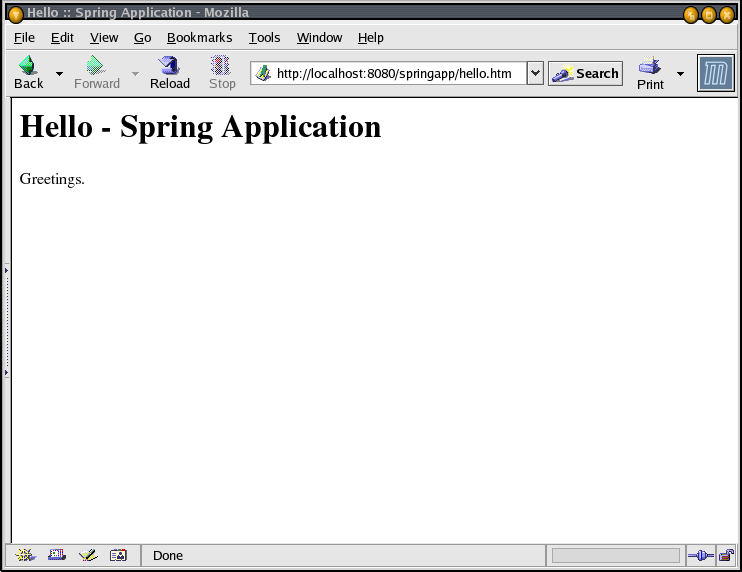 Hello :: Spring Application - Mozilla
File Edit View Go Bookmarks Tools Window Help
Back Forward Reload Stop http://localhost:8080/springapp/hello.htm Search Print
Hello - Spring Application
Greetings.
Done